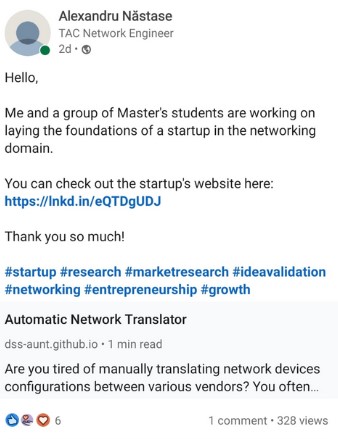 Alexandru Năstase
TAC Network Engineer
2d •
Hello,
Me and a group of Master's students are working on
laying the foundations of a startup in the networking
domain.
You can check out the startup's website here:
https://lnkd.in/eQTDgUDJ
Thank you so much!
#startup #research #marketresearch #ideavalidation
#networking #entrepreneurship #growth
Automatic Network Translator
dss-aunt.github.io • 1 min read
Are you tired of manually translating network devices
configurations between various vendors? You often...
6
1 comment • 328 views